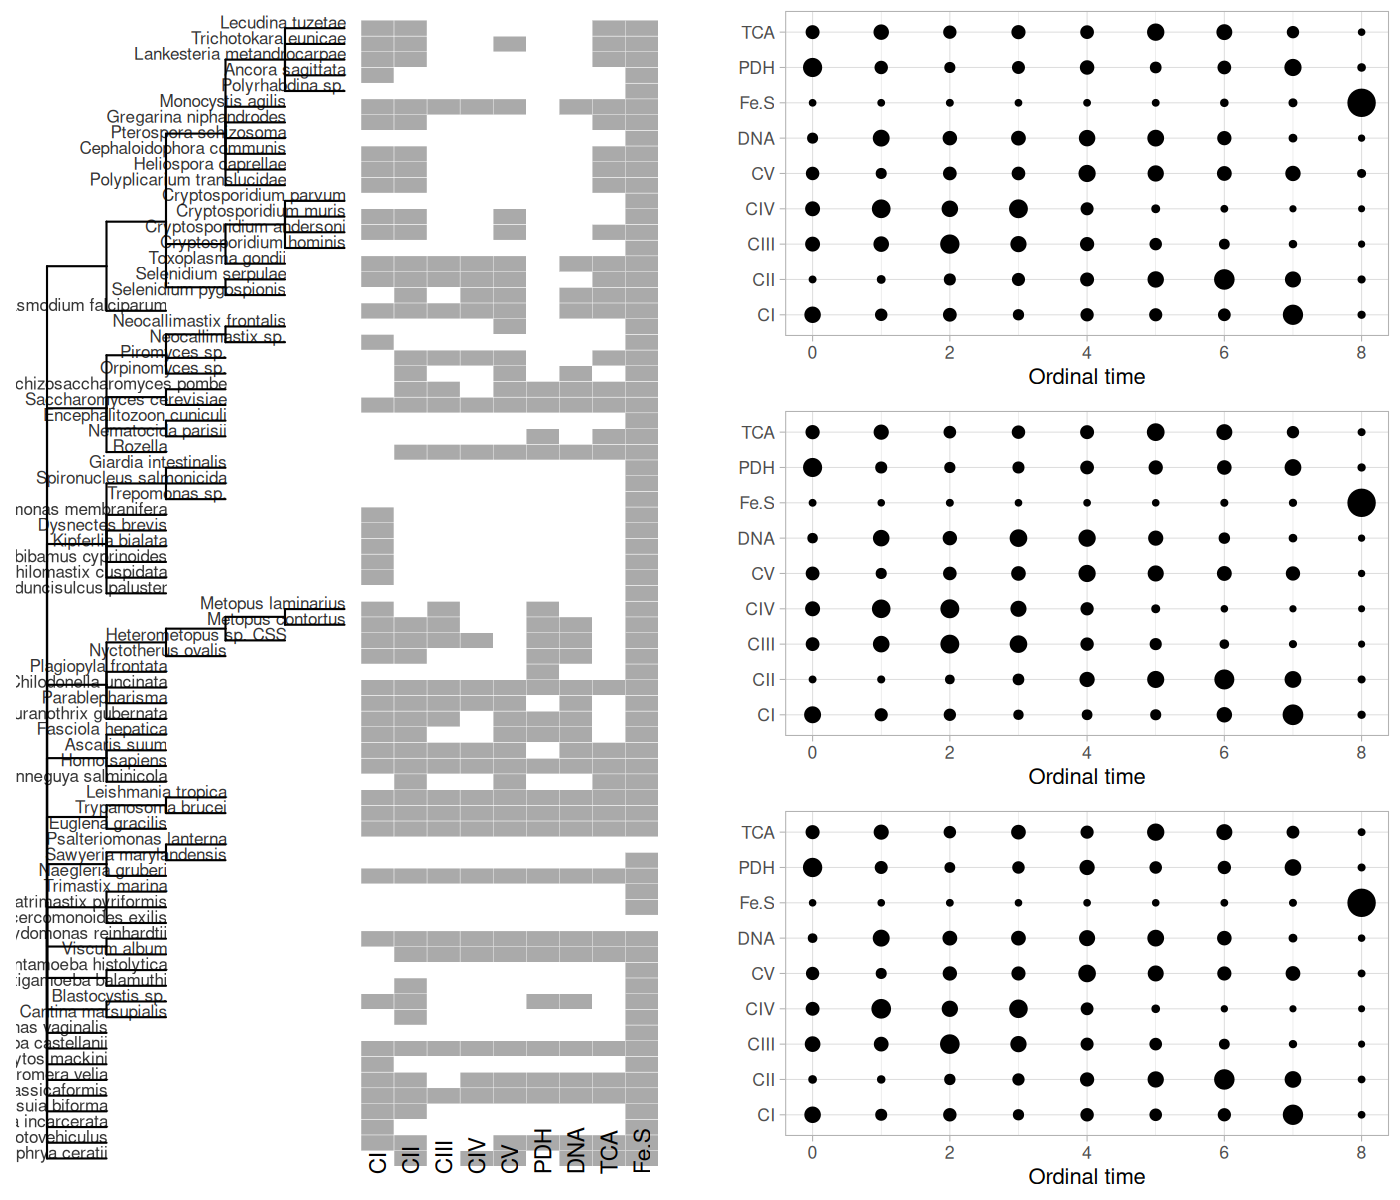 Lecudina tuzetae
Trichotokara eunicae
Lankesteria metandrocarpae
Ancora sagittata
Polyrhabdina sp.
Monocystis agilis
Gregarina niphandrodes
Pterospora schizosoma
Cephaloidophora communis
Heliospora caprellae
Polyplicarium translucidae
Cryptosporidium parvum
Cryptosporidium muris
Cryptosporidium andersoni
Cryptosporidium hominis
Toxoplasma gondii
Selenidium serpulae
Selenidium pygospionis
smodium falciparum
Neocallimastix frontalis
Neocallimastix sp.
Piromyces sp.
Orpinomyces sp.
chizosaccharomyces pombe
Saccharomyces cerevisiae
Encephalitozoon cuniculi
Nematocida parisii
Rozella
Giardia intestinalis
Spironucleus salmonicida
Trepomonas sp.
monas membranifera
Dysnectes brevis
Kipferlia bialata
bibamus cyprinoides
hilomastix cuspidata
duncisulcus paluster
Metopus laminarius
Metopus contortus
Heterometopus sp. CSS
Nyctotherus ovalis
Plagiopyla frontata
Chilodonella uncinata
Parablepharisma
uranothrix gubernata
Fasciola hepatica
Ascaris suum
Homo sapiens
nneguya salminicola
Leishmania tropica
Trypanosoma brucei
Euglena gracilis
Psalteriomonas lanterna
Sawyeria marylandensis
Naegleria gruberi
Trimastix marina
atrimastix pyriformis
cercomonoides exilis
ydomonas reinhardtii
Viscum album
ntamoeba histolytica
tigamoeba balamuthi
Blastocystis sp.
Cantina marsupialis
nas vaginalis
ba castellanii
ytos mackini
romera velia
assicaformis
suia biforma
a incarcerata
otovehiculus
phrya ceratii
CI CII CIII CIV CV PDH DNA TCA Fe.S
TCA
PDH
Fe.S
DNA
CV
CIV
CIII
CII
CI
0 2 4 6 8
Ordinal time
TCA
PDH
Fe.S
DNA
CV
CIV
CIII
CII
CI
0 2 4 6 8
Ordinal time
TCA
PDH
Fe.S
DNA
CV
CIV
CIII
CII
CI
0 2 4 6 8
Ordinal time